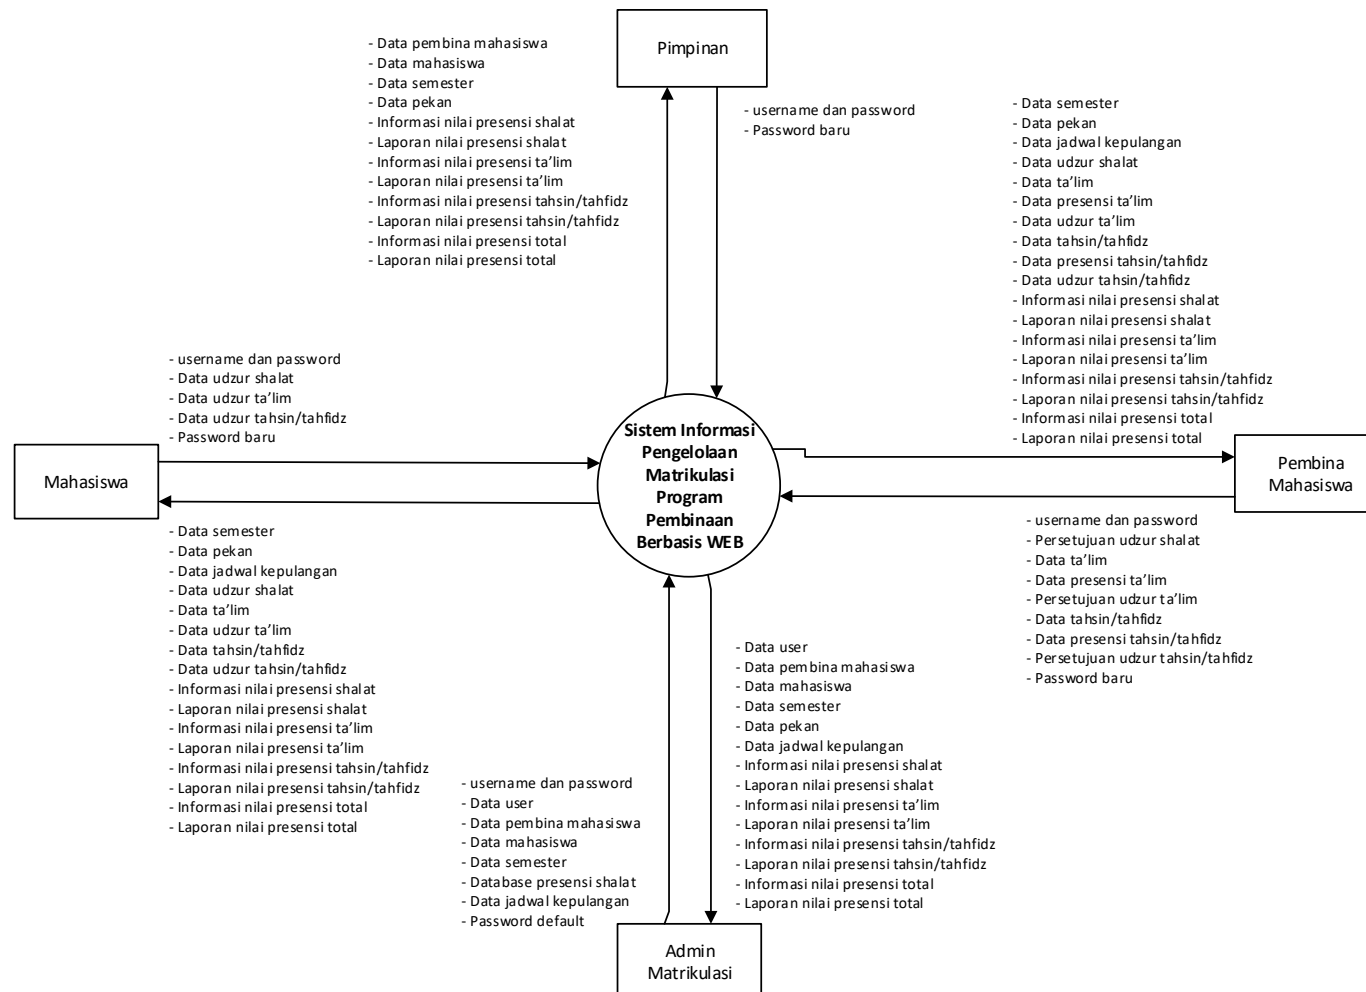 Pimpinan
- Data pembina mahasiswa
- Data mahasiswa
- Data semester
- Data pekan
- Informasi nilai presensi shalat
- Laporan nilai presensi shalat
- Informasi nilai presensi ta’lim
- Laporan nilai presensi ta’lim
- Informasi nilai presensi tahsin/tahfidz
- Laporan nilai presensi tahsin/tahfidz
- Informasi nilai presensi total
- Laporan nilai presensi total
- username dan password
- Password baru
- Data semester
- Data pekan
- Data jadwal kepulangan
- Data udzur shalat
- Data ta’lim
- Data presensi ta’lim
- Data udzur ta’lim
- Data tahsin/tahfidz
- Data presensi tahsin/tahfidz
- Data udzur tahsin/tahfidz
- Informasi nilai presensi shalat
- Laporan nilai presensi shalat
- Informasi nilai presensi ta’lim
- Laporan nilai presensi ta’lim
- Informasi nilai presensi tahsin/tahfidz
- Laporan nilai presensi tahsin/tahfidz
- Informasi nilai presensi total
- Laporan nilai presensi total
- username dan password
- Data udzur shalat
- Data udzur ta’lim
- Data udzur tahsin/tahfidz
- Password baru
Mahasiswa
Sistem Informasi
Pengelolaan
Matrikulasi
Program
Pembinaan
Berbasis WEB
Pembina
Mahasiswa
- Data semester
- Data pekan
- Data jadwal kepulangan
- Data udzur shalat
- Data ta’lim
- Data udzur ta’lim
- Data tahsin/tahfidz
- Data udzur tahsin/tahfidz
- Informasi nilai presensi shalat
- Laporan nilai presensi shalat
- Informasi nilai presensi ta’lim
- Laporan nilai presensi ta’lim
- Informasi nilai presensi tahsin/tahfidz
- Laporan nilai presensi tahsin/tahfidz
- Informasi nilai presensi total
- Laporan nilai presensi total
- username dan password
- Persetujuan udzur shalat
- Data ta’lim
- Data presensi ta’lim
- Persetujuan udzur ta’lim
- Data tahsin/tahfidz
- Data presensi tahsin/tahfidz
- Persetujuan udzur tahsin/tahfidz
- Password baru
- username dan password
- Data user
- Data pembina mahasiswa
- Data mahasiswa
- Data semester
- Database presensi shalat
- Data jadwal kepulangan
- Password default
- Data user
- Data pembina mahasiswa
- Data mahasiswa
- Data semester
- Data pekan
- Data jadwal kepulangan
- Informasi nilai presensi shalat
- Laporan nilai presensi shalat
- Informasi nilai presensi ta’lim
- Laporan nilai presensi ta’lim
- Informasi nilai presensi tahsin/tahfidz
- Laporan nilai presensi tahsin/tahfidz
- Informasi nilai presensi total
- Laporan nilai presensi total
Admin
Matrikulasi